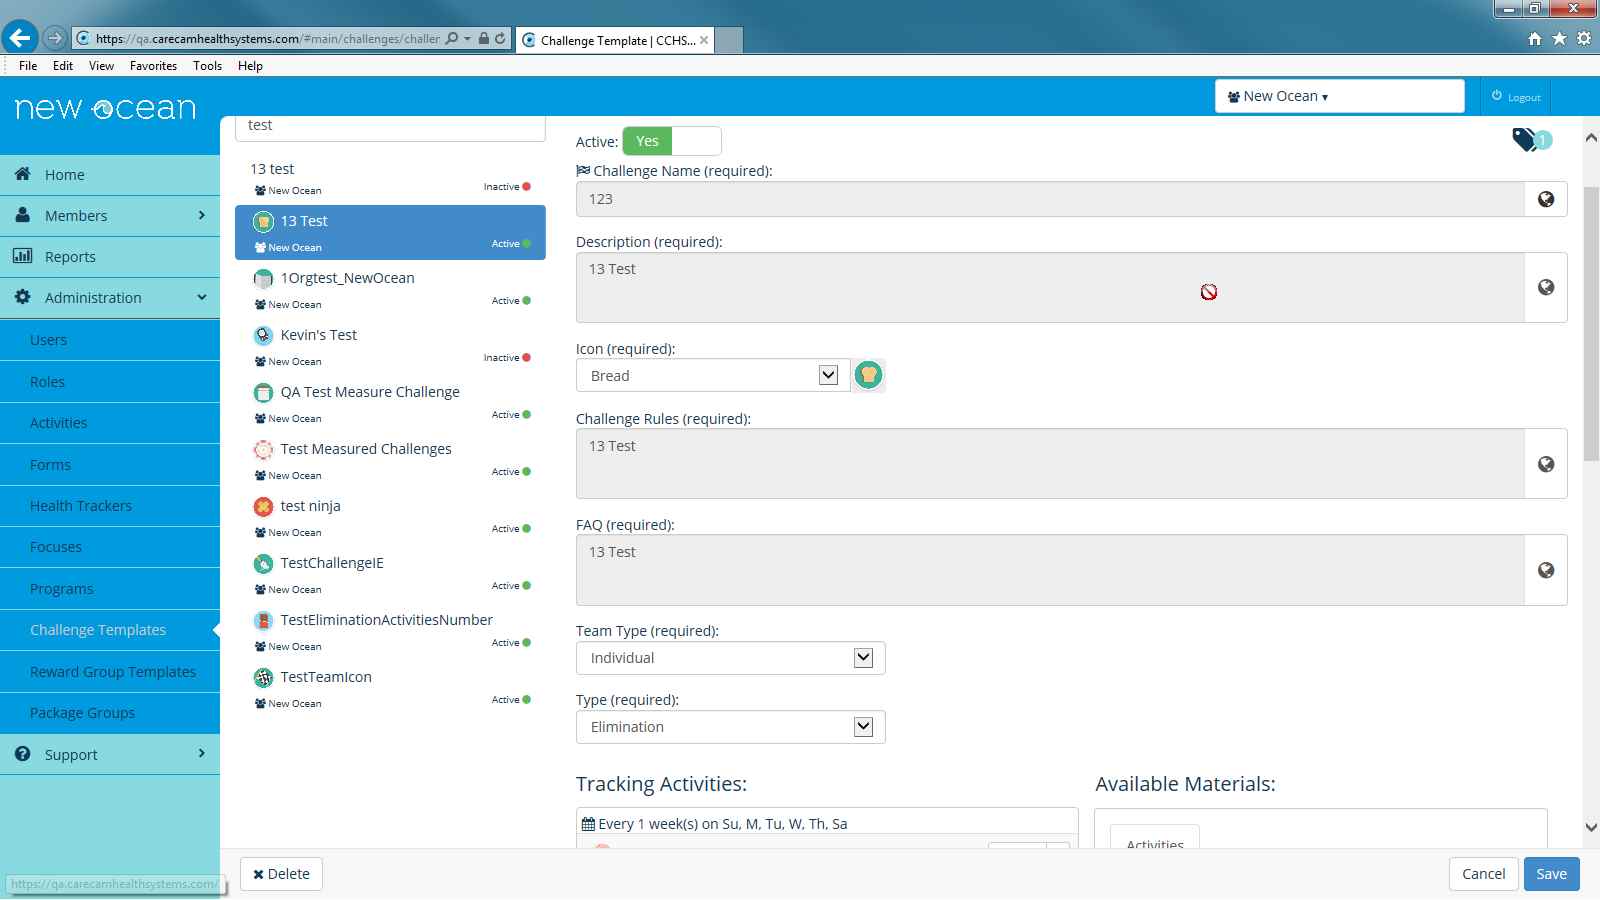 https://qa.carecamhealthsystems.com/#main/challenges/challer
Challenge Template | CCHS...
File Edit View Favorites Tools Help
new ocean
New Ocean
Logout
Home
Members
Reports
Administration
Users
Roles
Activities
Forms
Health Trackers
Focuses
Programs
Challenge Templates
Reward Group Templates
Package Groups
Support
https://qa.carecamhealthsystems.com/
test
13 test
New Ocean Inactive
13 Test
New Ocean Active
1Orgtest_NewOcean
New Ocean Active
Kevin's Test
New Ocean Inactive
QA Test Measure Challenge
New Ocean Active
Test Measured Challenges
New Ocean Active
test ninja
New Ocean Active
TestChallengeIE
New Ocean Active
TestEliminationActivitiesNumber
New Ocean Active
TestTeamIcon
New Ocean Active
Active: Yes
1
Challenge Name (required):
123
Description (required):
13 Test
Icon (required):
Bread
Challenge Rules (required):
13 Test
FAQ (required):
13 Test
Team Type (required):
Individual
Type (required):
Elimination
Tracking Activities:
Every 1 week(s) on Su, M, Tu, W, Th, Sa
Available Materials:
Activities
Delete
Cancel
Save